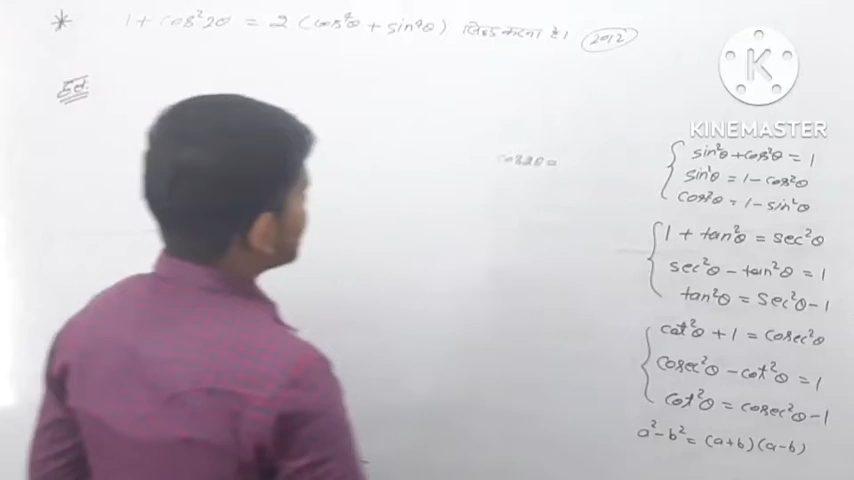 * 1 + cos²2θ = 2 (cos⁴θ + sin⁴θ) सिद्ध करना है। 2012
हल:
cos2θ =
K
KINEMASTER
sin²θ + cos²θ = 1
sin²θ = 1 - cos²θ
cos²θ = 1 - sin²θ
1 + tan²θ = sec²θ
sec²θ - tan²θ = 1
tan²θ = sec²θ - 1
cot²θ + 1 = cosec²θ
cosec²θ - cot²θ = 1
cot²θ = cosec²θ - 1
a² - b² = (a+b) (a-b)